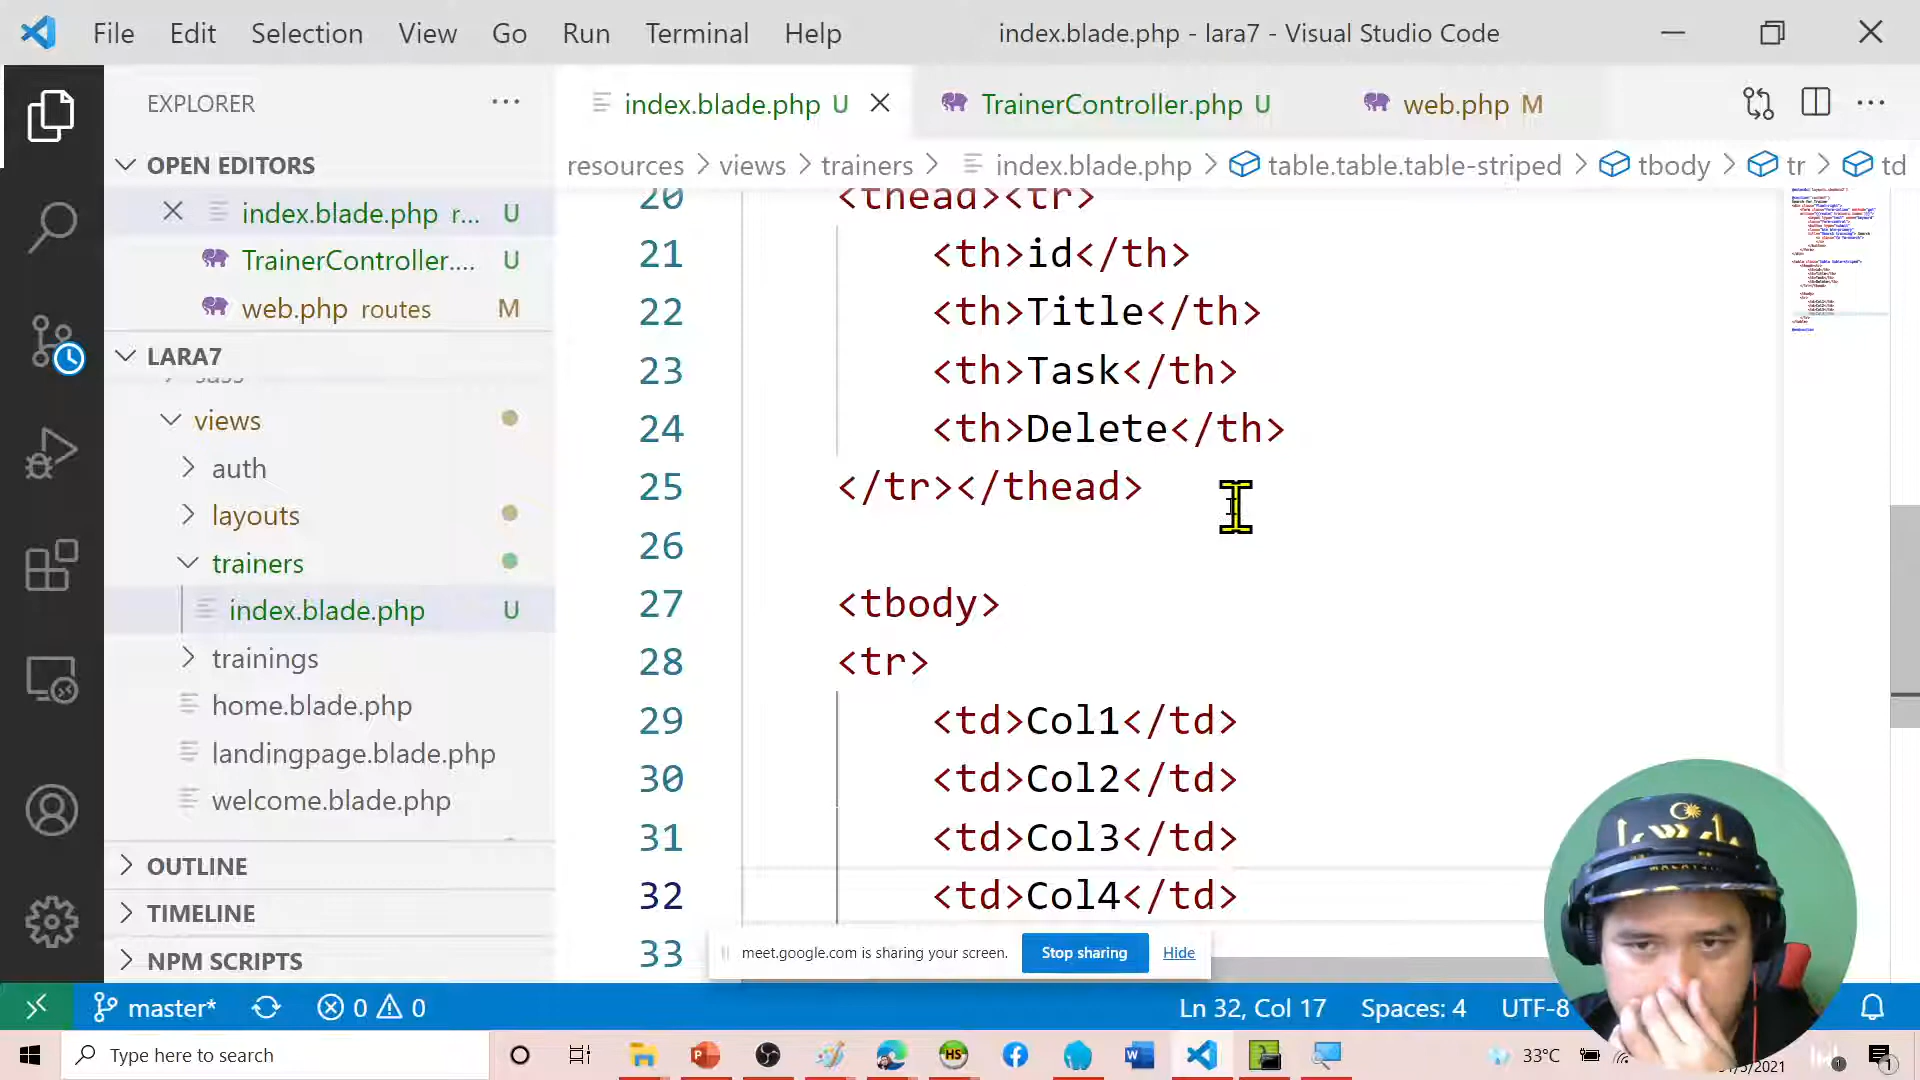 File Edit Selection View Go Run Terminal Help
index.blade.php - lara7 - Visual Studio Code
EXPLORER
OPEN EDITORS
index.blade.php r... U
TrainerController.... U
web.php routes M
LARA7
views
auth
layouts
trainers
index.blade.php U
trainings
home.blade.php
landingpage.blade.php
welcome.blade.php
OUTLINE
TIMELINE
NPM SCRIPTS
index.blade.php U
TrainerController.php U
web.php M
resources > views > trainers > index.blade.php > table.table.table-striped > tbody > tr > td
20 <thead><tr>
21 <th>id</th>
22 <th>Title</th>
23 <th>Task</th>
24 <th>Delete</th>
25 </tr></thead>
26
27 <tbody>
28 <tr>
29 <td>Col1</td>
30 <td>Col2</td>
31 <td>Col3</td>
32 <td>Col4</td>
33
meet.google.com is sharing your screen. Stop sharing Hide
master* 0 0 Ln 32, Col 17 Spaces: 4 UTF-8
Type here to search
33°C